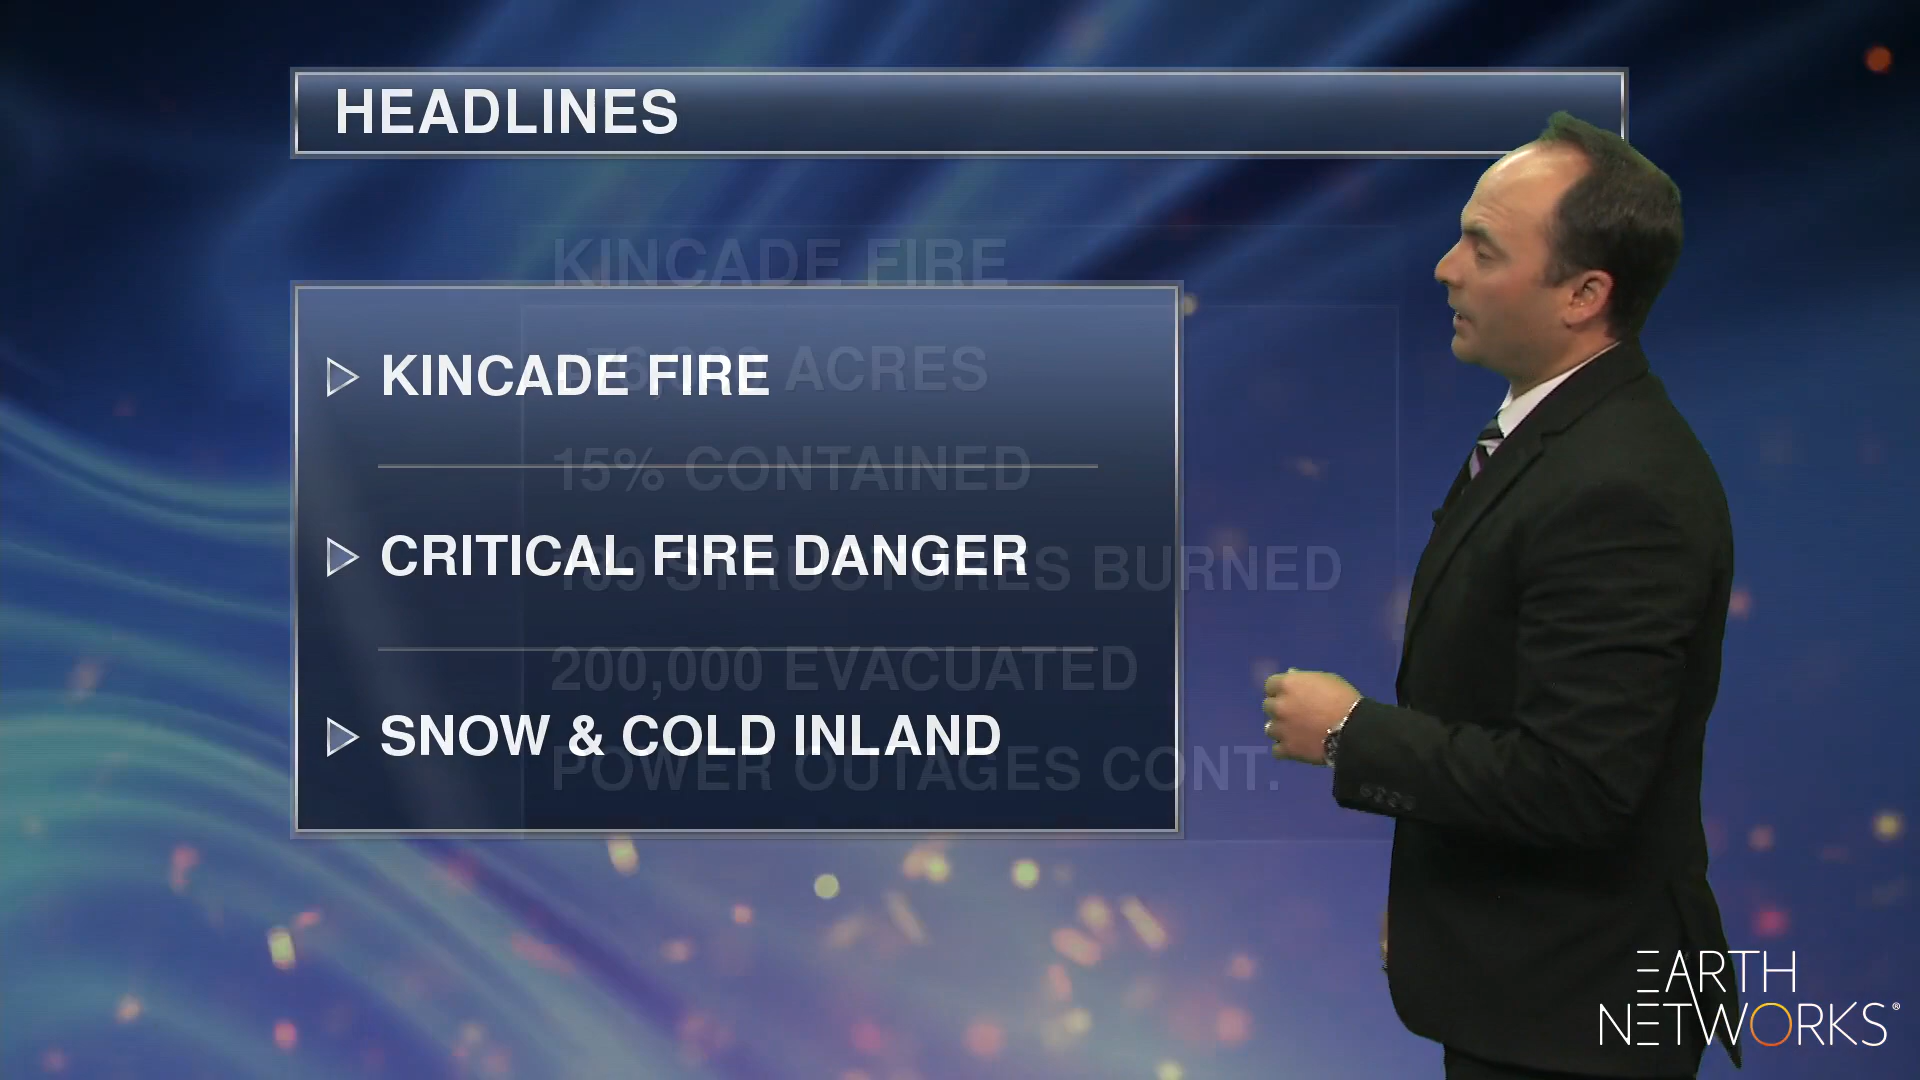 HEADLINES
KINCADE FIRE
KINCADE FIRE
ACRES
15% CONTAINED
CRITICAL FIRE DANGER
STRUCTURES BURNED
200,000 EVACUATED
SNOW & COLD INLAND
POWER OUTAGES CONT.
EARTH
NETWORKS®